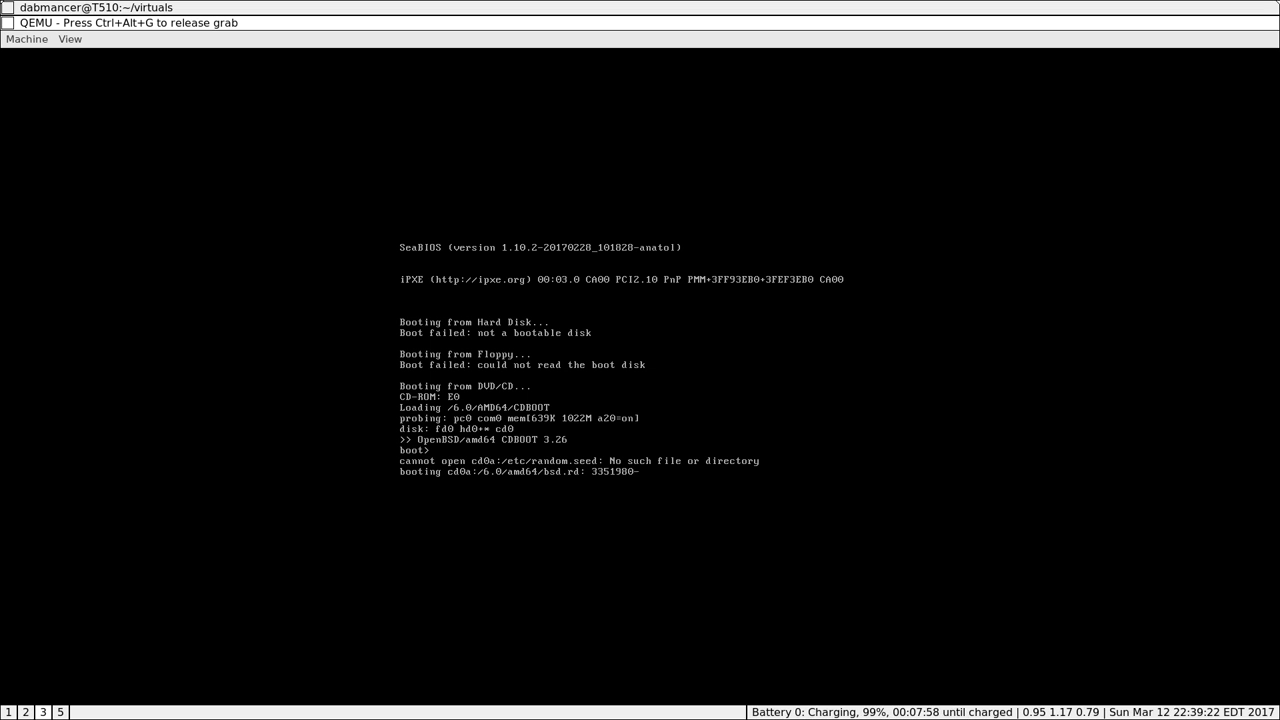 dabmancer@T510:~/virtuals
QEMU - Press Ctrl+Alt+G to release grab
Machine View
SeaBIOS (version 1.10.2-20170228_101828-anatol)
iPXE (http://ipxe.org) 00:03.0 CA00 PCI2.10 PnP PMM+3FF93EB0+3FEF3EB0 CA00
Booting from Hard Disk...
Boot failed: not a bootable disk
Booting from Floppy...
Boot failed: could not read the boot disk
Booting from DVD/CD...
CD-ROM: E0
Loading /6.0/AMD64/CDBOOT
probing: pc0 com0 mem[639K 1022M a20=on]
disk: fd0 hd0+* cd0
>> OpenBSD/amd64 CDBOOT 3.26
boot>
cannot open cd0a:/etc/random.seed: No such file or directory
booting cd0a:/6.0/amd64/bsd.rd: 3351980-
1 2 3 5 Battery 0: Charging, 99%, 00:07:58 until charged | 0.95 1.17 0.79 | Sun Mar 12 22:39:22 EDT 2017